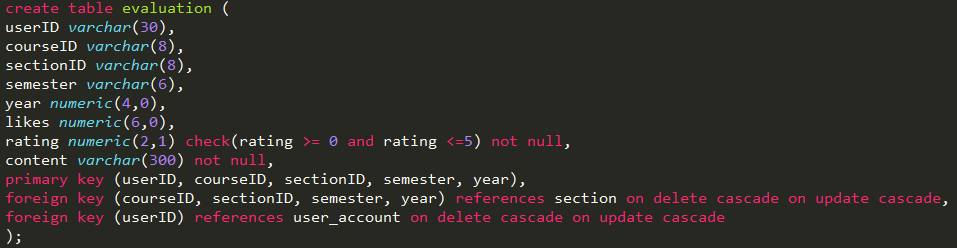 create table evaluation (
userID varchar(30),
courseID varchar(8),
sectionID varchar(8),
semester varchar(6),
year numeric(4,0),
likes numeric(6,0),
rating numeric(2,1) check(rating >= 0 and rating <=5) not null,
content varchar(300) not null,
primary key (userID, courseID, sectionID, semester, year),
foreign key (courseID, sectionID, semester, year) references section on delete cascade on update cascade,
foreign key (userID) references user_account on delete cascade on update cascade
);